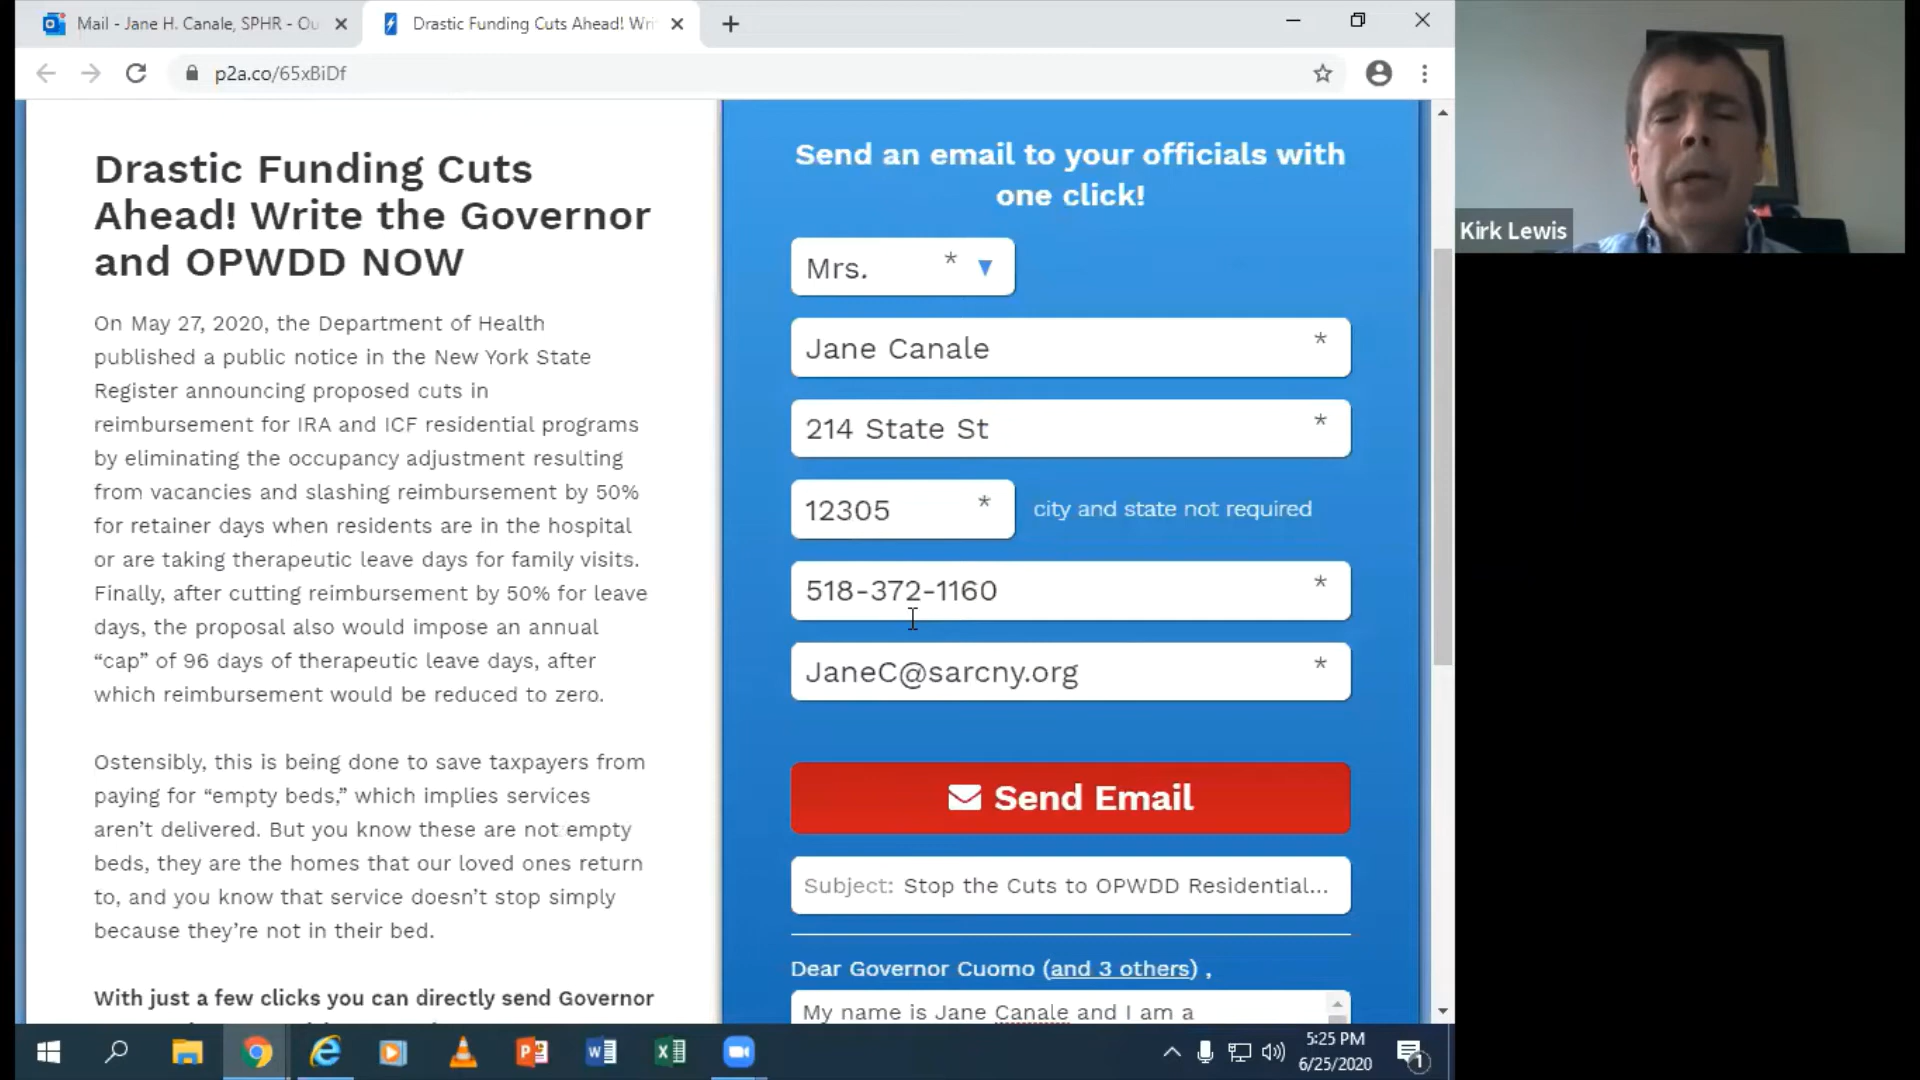 Mail - Jane H. Canale, SPHR - Ou
Drastic Funding Cuts Ahead! Wri
p2a.co/65xBiDf
Drastic Funding Cuts
Ahead! Write the Governor
and OPWDD NOW
On May 27, 2020, the Department of Health
published a public notice in the New York State
Register announcing proposed cuts in
reimbursement for IRA and ICF residential programs
by eliminating the occupancy adjustment resulting
from vacancies and slashing reimbursement by 50%
for retainer days when residents are in the hospital
or are taking therapeutic leave days for family visits.
Finally, after cutting reimbursement by 50% for leave
days, the proposal also would impose an annual
“cap” of 96 days of therapeutic leave days, after
which reimbursement would be reduced to zero.
Ostensibly, this is being done to save taxpayers from
paying for “empty beds,” which implies services
aren’t delivered. But you know these are not empty
beds, they are the homes that our loved ones return
to, and you know that service doesn’t stop simply
because they’re not in their bed.
With just a few clicks you can directly send Governor
Send an email to your officials with
one click!
Mrs. *
Jane Canale *
214 State St *
12305 * city and state not required
518-372-1160 *
JaneC@sarcny.org *
Send Email
Subject: Stop the Cuts to OPWDD Residential...
Dear Governor Cuomo (and 3 others) ,
My name is Jane Canale and I am a
Kirk Lewis
5:25 PM
6/25/2020
1